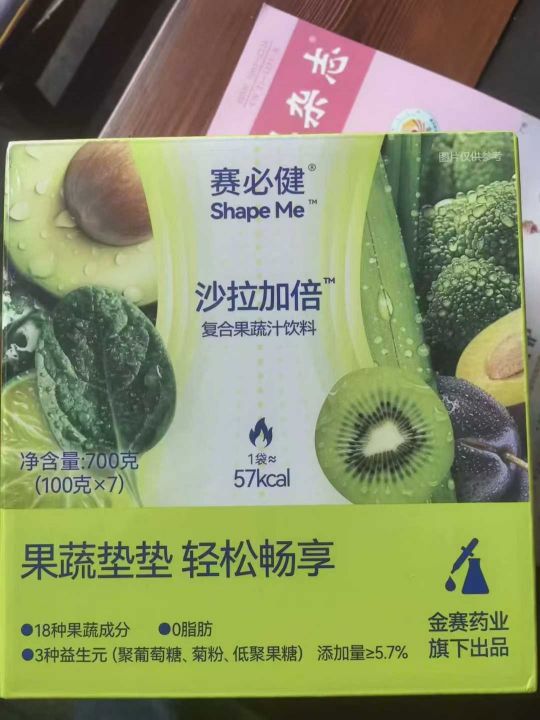 杂志
图片仅供参考
赛必健®
Shape Me™
沙拉加倍™
复合果蔬汁饮料
净含量:700克
(100克×7)
1袋≈
57kcal
果蔬垫垫 轻松畅享
●18种果蔬成分 ●0脂肪
●3种益生元(聚葡萄糖、菊粉、低聚果糖) 添加量≥5.7%
金赛药业
旗下出品